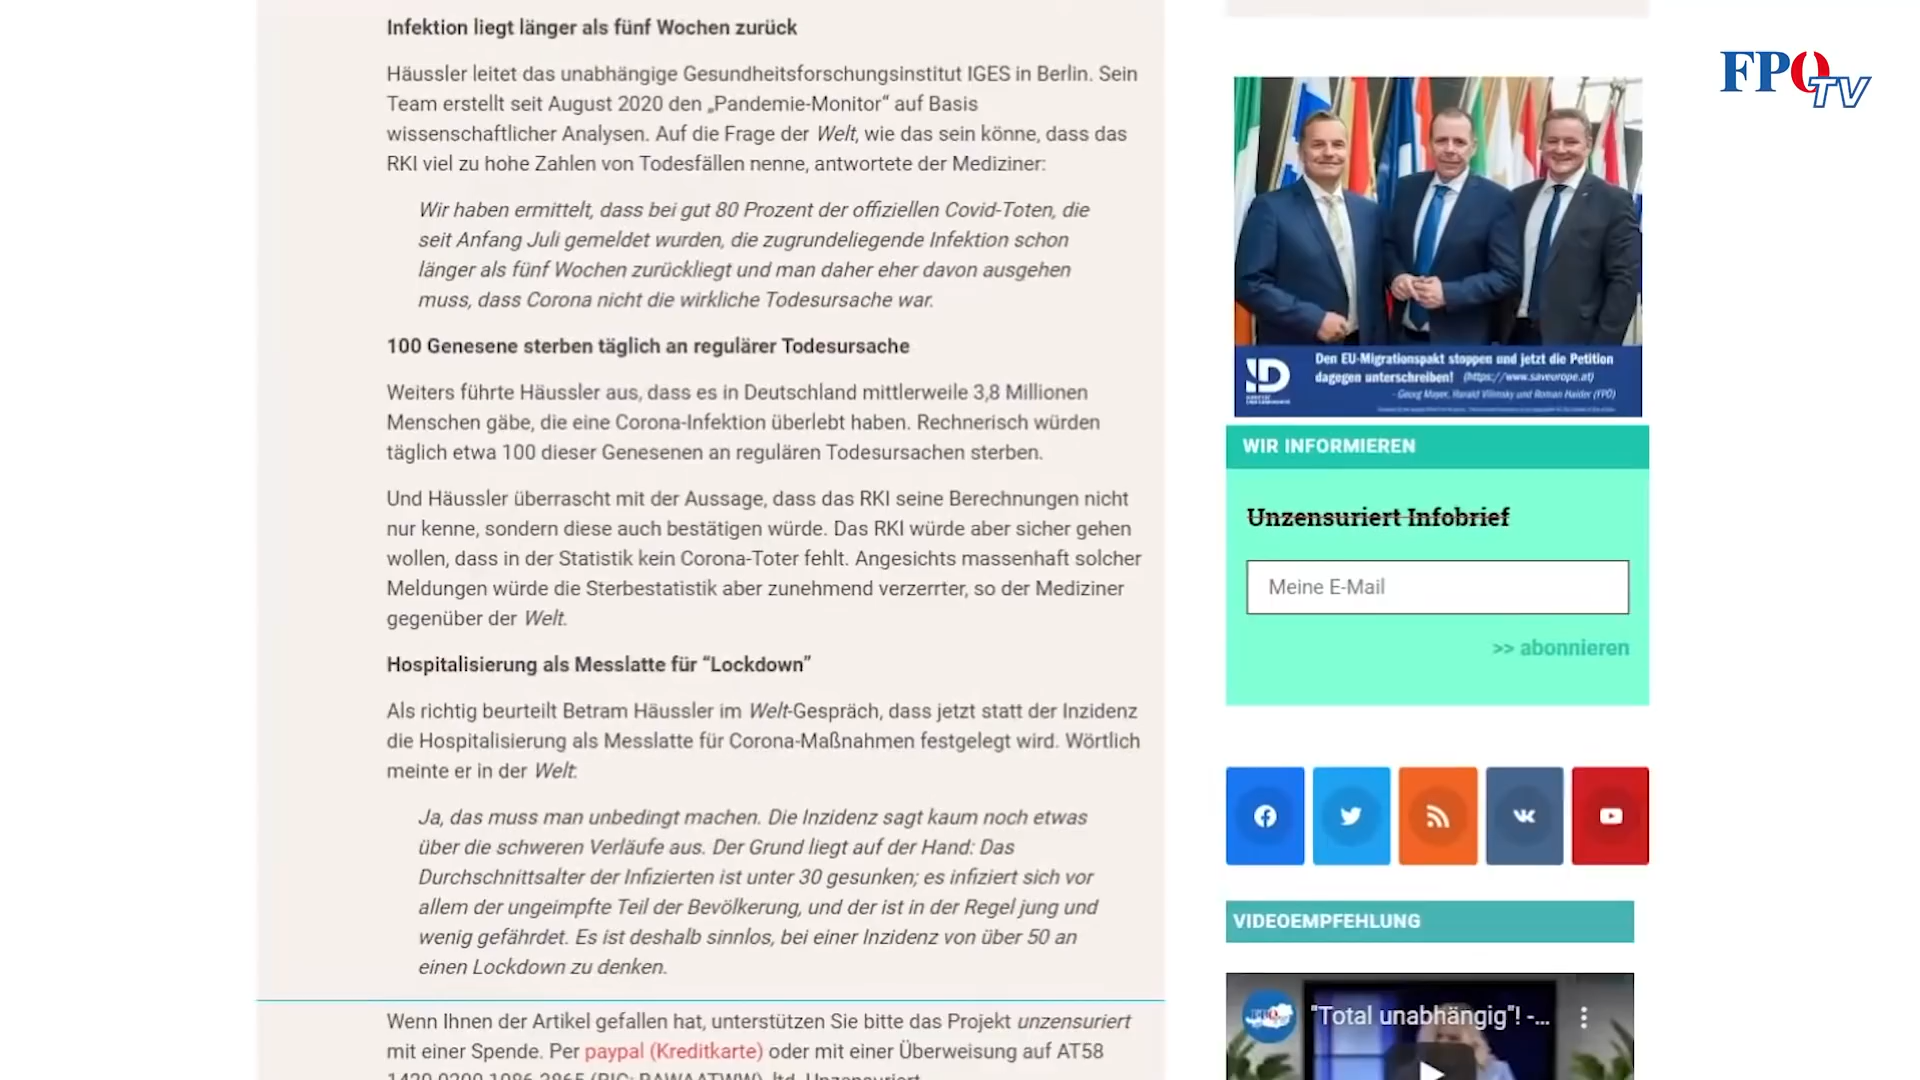 Infektion liegt länger als fünf Wochen zurück
Häussler leitet das unabhängige Gesundheitsforschungsinstitut IGES in Berlin. Sein
Team erstellt seit August 2020 den „Pandemie-Monitor“ auf Basis
wissenschaftlicher Analysen. Auf die Frage der Welt, wie das sein könne, dass das
RKI viel zu hohe Zahlen von Todesfällen nenne, antwortete der Mediziner:
Wir haben ermittelt, dass bei gut 80 Prozent der offiziellen Covid-Toten, die
seit Anfang Juli gemeldet wurden, die zugrundeliegende Infektion schon
länger als fünf Wochen zurückliegt und man daher eher davon ausgehen
muss, dass Corona nicht die wirkliche Todesursache war.
100 Genesene sterben täglich an regulärer Todesursache
Weiters führte Häussler aus, dass es in Deutschland mittlerweile 3,8 Millionen
Menschen gäbe, die eine Corona-Infektion überlebt haben. Rechnerisch würden
täglich etwa 100 dieser Genesenen an regulären Todesursachen sterben.
Und Häussler überrascht mit der Aussage, dass das RKI seine Berechnungen nicht
nur kenne, sondern diese auch bestätigen würde. Das RKI würde aber sicher gehen
wollen, dass in der Statistik kein Corona-Toter fehlt. Angesichts massenhaft solcher
Meldungen würde die Sterbestatistik aber zunehmend verzerrter, so der Mediziner
gegenüber der Welt.
Hospitalisierung als Messlatte für “Lockdown”
Als richtig beurteilt Betram Häussler im Welt-Gespräch, dass jetzt statt der Inzidenz
die Hospitalisierung als Messlatte für Corona-Maßnahmen festgelegt wird. Wörtlich
meinte er in der Welt:
Ja, das muss man unbedingt machen. Die Inzidenz sagt kaum noch etwas
über die schweren Verläufe aus. Der Grund liegt auf der Hand: Das
Durchschnittsalter der Infizierten ist unter 30 gesunken; es infiziert sich vor
allem der ungeimpfte Teil der Bevölkerung, und der ist in der Regel jung und
wenig gefährdet. Es ist deshalb sinnlos, bei einer Inzidenz von über 50 an
einen Lockdown zu denken.
Wenn Ihnen der Artikel gefallen hat, unterstützen Sie bitte das Projekt unzensuriert
mit einer Spende. Per paypal (Kreditkarte) oder mit einer Überweisung auf AT58
FPÖ TV
ID
Den EU-Migrationspakt stoppen und jetzt die Petition
dagegen unterschreiben! (https://www.saveurope.at)
- Georg Mayer, Harald Vilimsky und Roman Haider (FPÖ)
WIR INFORMIEREN
Unzensuriert Infobrief
Meine E-Mail
>> abonnieren
VIDEOEMPFEHLUNG
"Total unabhängig"! -...